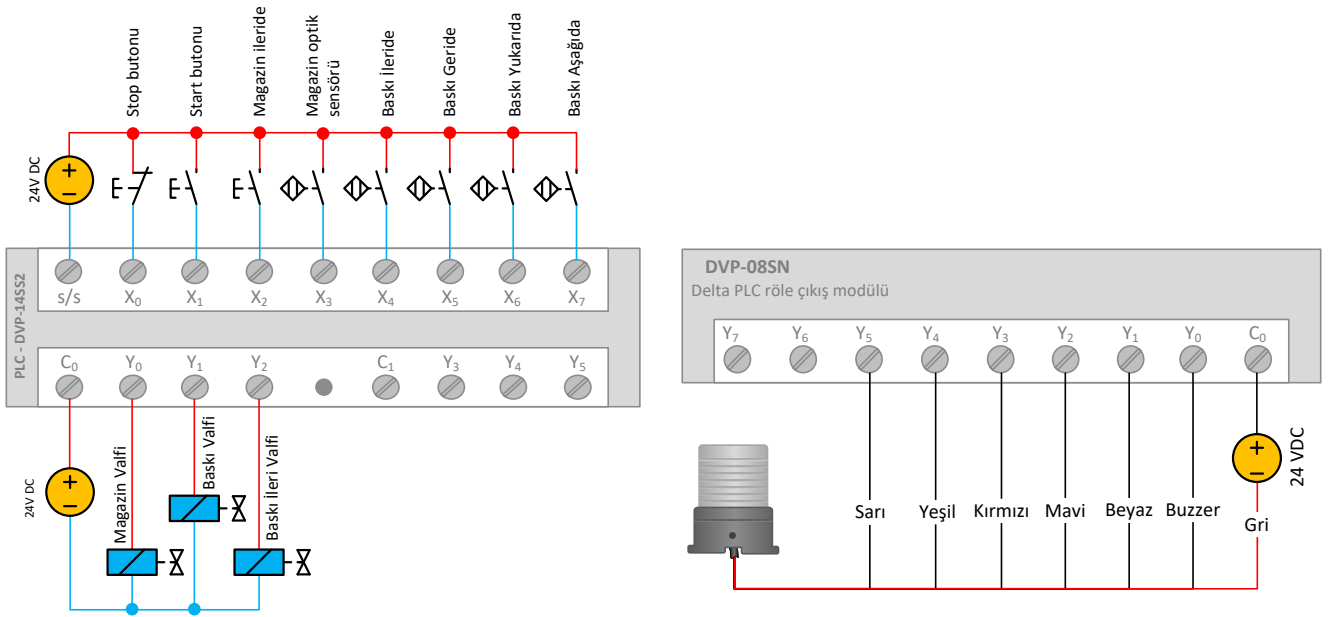 Stop butonu
Start butonu
Magazin ileride
Magazin optik
sensörü
Baskı İleride
Baskı Geride
Baskı Yukarıda
Baskı Aşağıda
24V DC
+
−
PLC - DVP-14SS2
s/s
X0
X1
X2
X3
X4
X5
X6
X7
C0
Y0
Y1
Y2
C1
Y3
Y4
Y5
24V DC
+
−
Magazin Valfi
Baskı Valfi
Baskı İleri Valfi
DVP-08SN
Delta PLC röle çıkış modülü
Y7
Y6
Y5
Y4
Y3
Y2
Y1
Y0
C0
+
−
24 VDC
Sarı
Yeşil
Kırmızı
Mavi
Beyaz
Buzzer
Gri